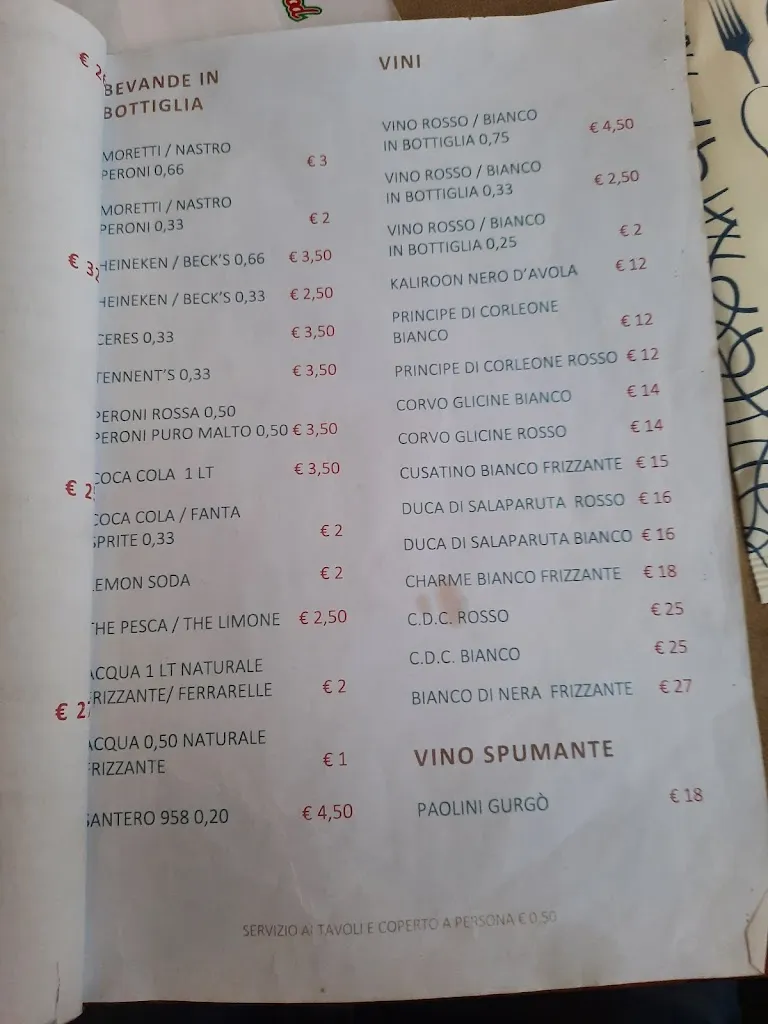 BEVANDE IN
BOTTIGLIA
MORETTI / NASTRO
PERONI 0,66 € 3
MORETTI / NASTRO
PERONI 0,33 € 2
HEINEKEN / BECK'S 0,66 € 3,50
HEINEKEN / BECK'S 0,33 € 2,50
CERES 0,33 € 3,50
TENNENT'S 0,33 € 3,50
PERONI ROSSA 0,50
PERONI PURO MALTO 0,50 € 3,50
COCA COLA 1 LT € 3,50
COCA COLA / FANTA
SPRITE 0,33 € 2
LEMON SODA € 2
THE PESCA / THE LIMONE € 2,50
ACQUA 1 LT NATURALE
FRIZZANTE/ FERRARELLE € 2
ACQUA 0,50 NATURALE
FRIZZANTE € 1
SANTERO 958 0,20 € 4,50
VINI
VINO ROSSO / BIANCO
IN BOTTIGLIA 0,75 € 4,50
VINO ROSSO / BIANCO
IN BOTTIGLIA 0,33 € 2,50
VINO ROSSO / BIANCO
IN BOTTIGLIA 0,25 € 2
KALIROON NERO D'AVOLA € 12
PRINCIPE DI CORLEONE
BIANCO € 12
PRINCIPE DI CORLEONE ROSSO € 12
CORVO GLICINE BIANCO € 14
CORVO GLICINE ROSSO € 14
CUSATINO BIANCO FRIZZANTE € 15
DUCA DI SALAPARUTA ROSSO € 16
DUCA DI SALAPARUTA BIANCO € 16
CHARME BIANCO FRIZZANTE € 18
C.D.C. ROSSO € 25
C.D.C. BIANCO € 25
BIANCO DI NERA FRIZZANTE € 27
VINO SPUMANTE
PAOLINI GURGÒ € 18
SERVIZIO AI TAVOLI E COPERTO A PERSONA € 0,50